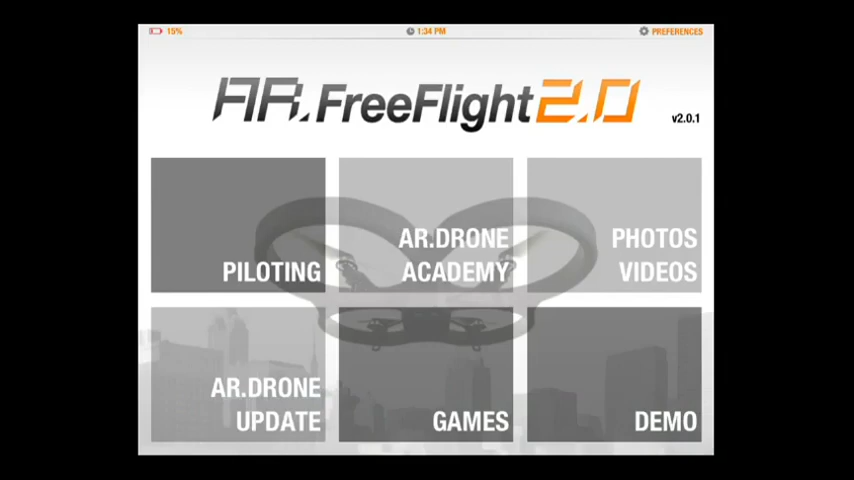 15%
1:34 PM
PREFERENCES
AR.FreeFlight2.0
v2.0.1
PILOTING
AR.DRONE
ACADEMY
PHOTOS
VIDEOS
AR.DRONE
UPDATE
GAMES
DEMO